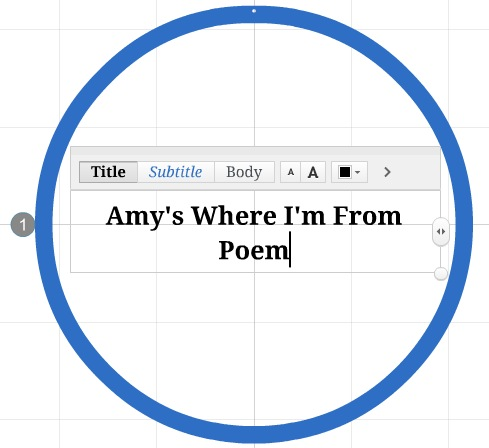 Title Subtitle Body A A
1
Amy's Where I'm From
Poem